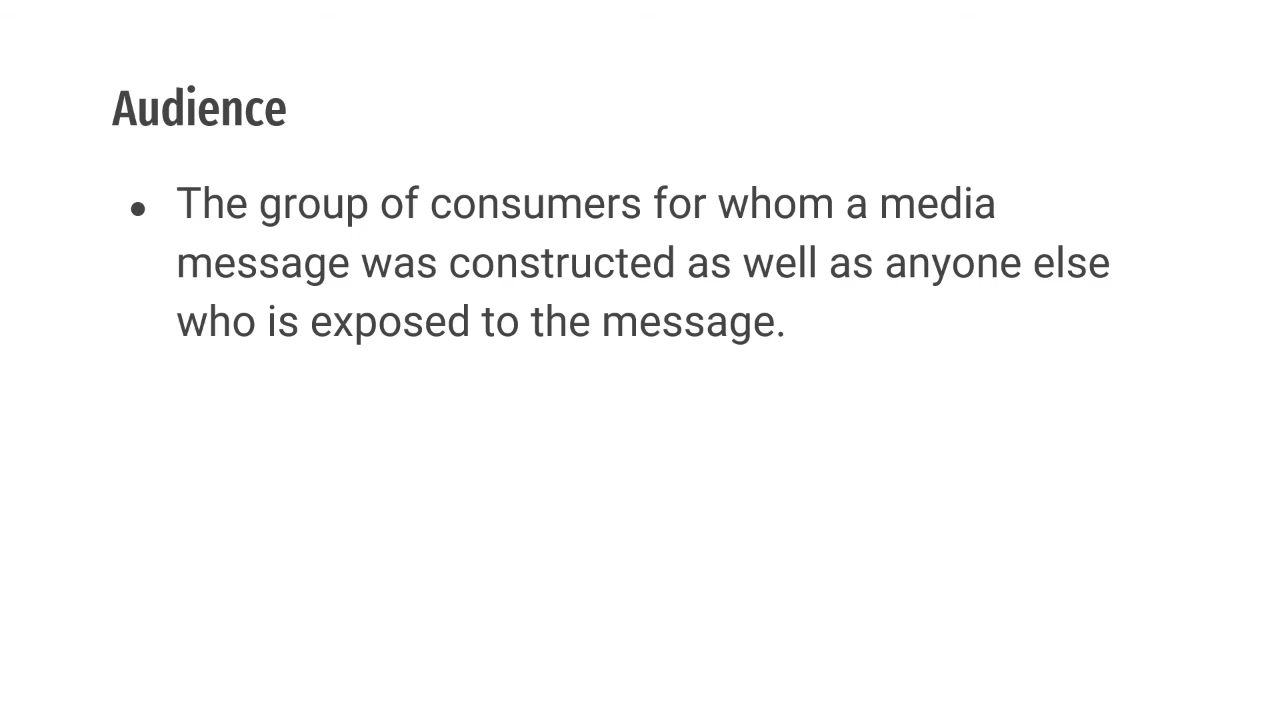 Audience
● The group of consumers for whom a media
message was constructed as well as anyone else
who is exposed to the message.